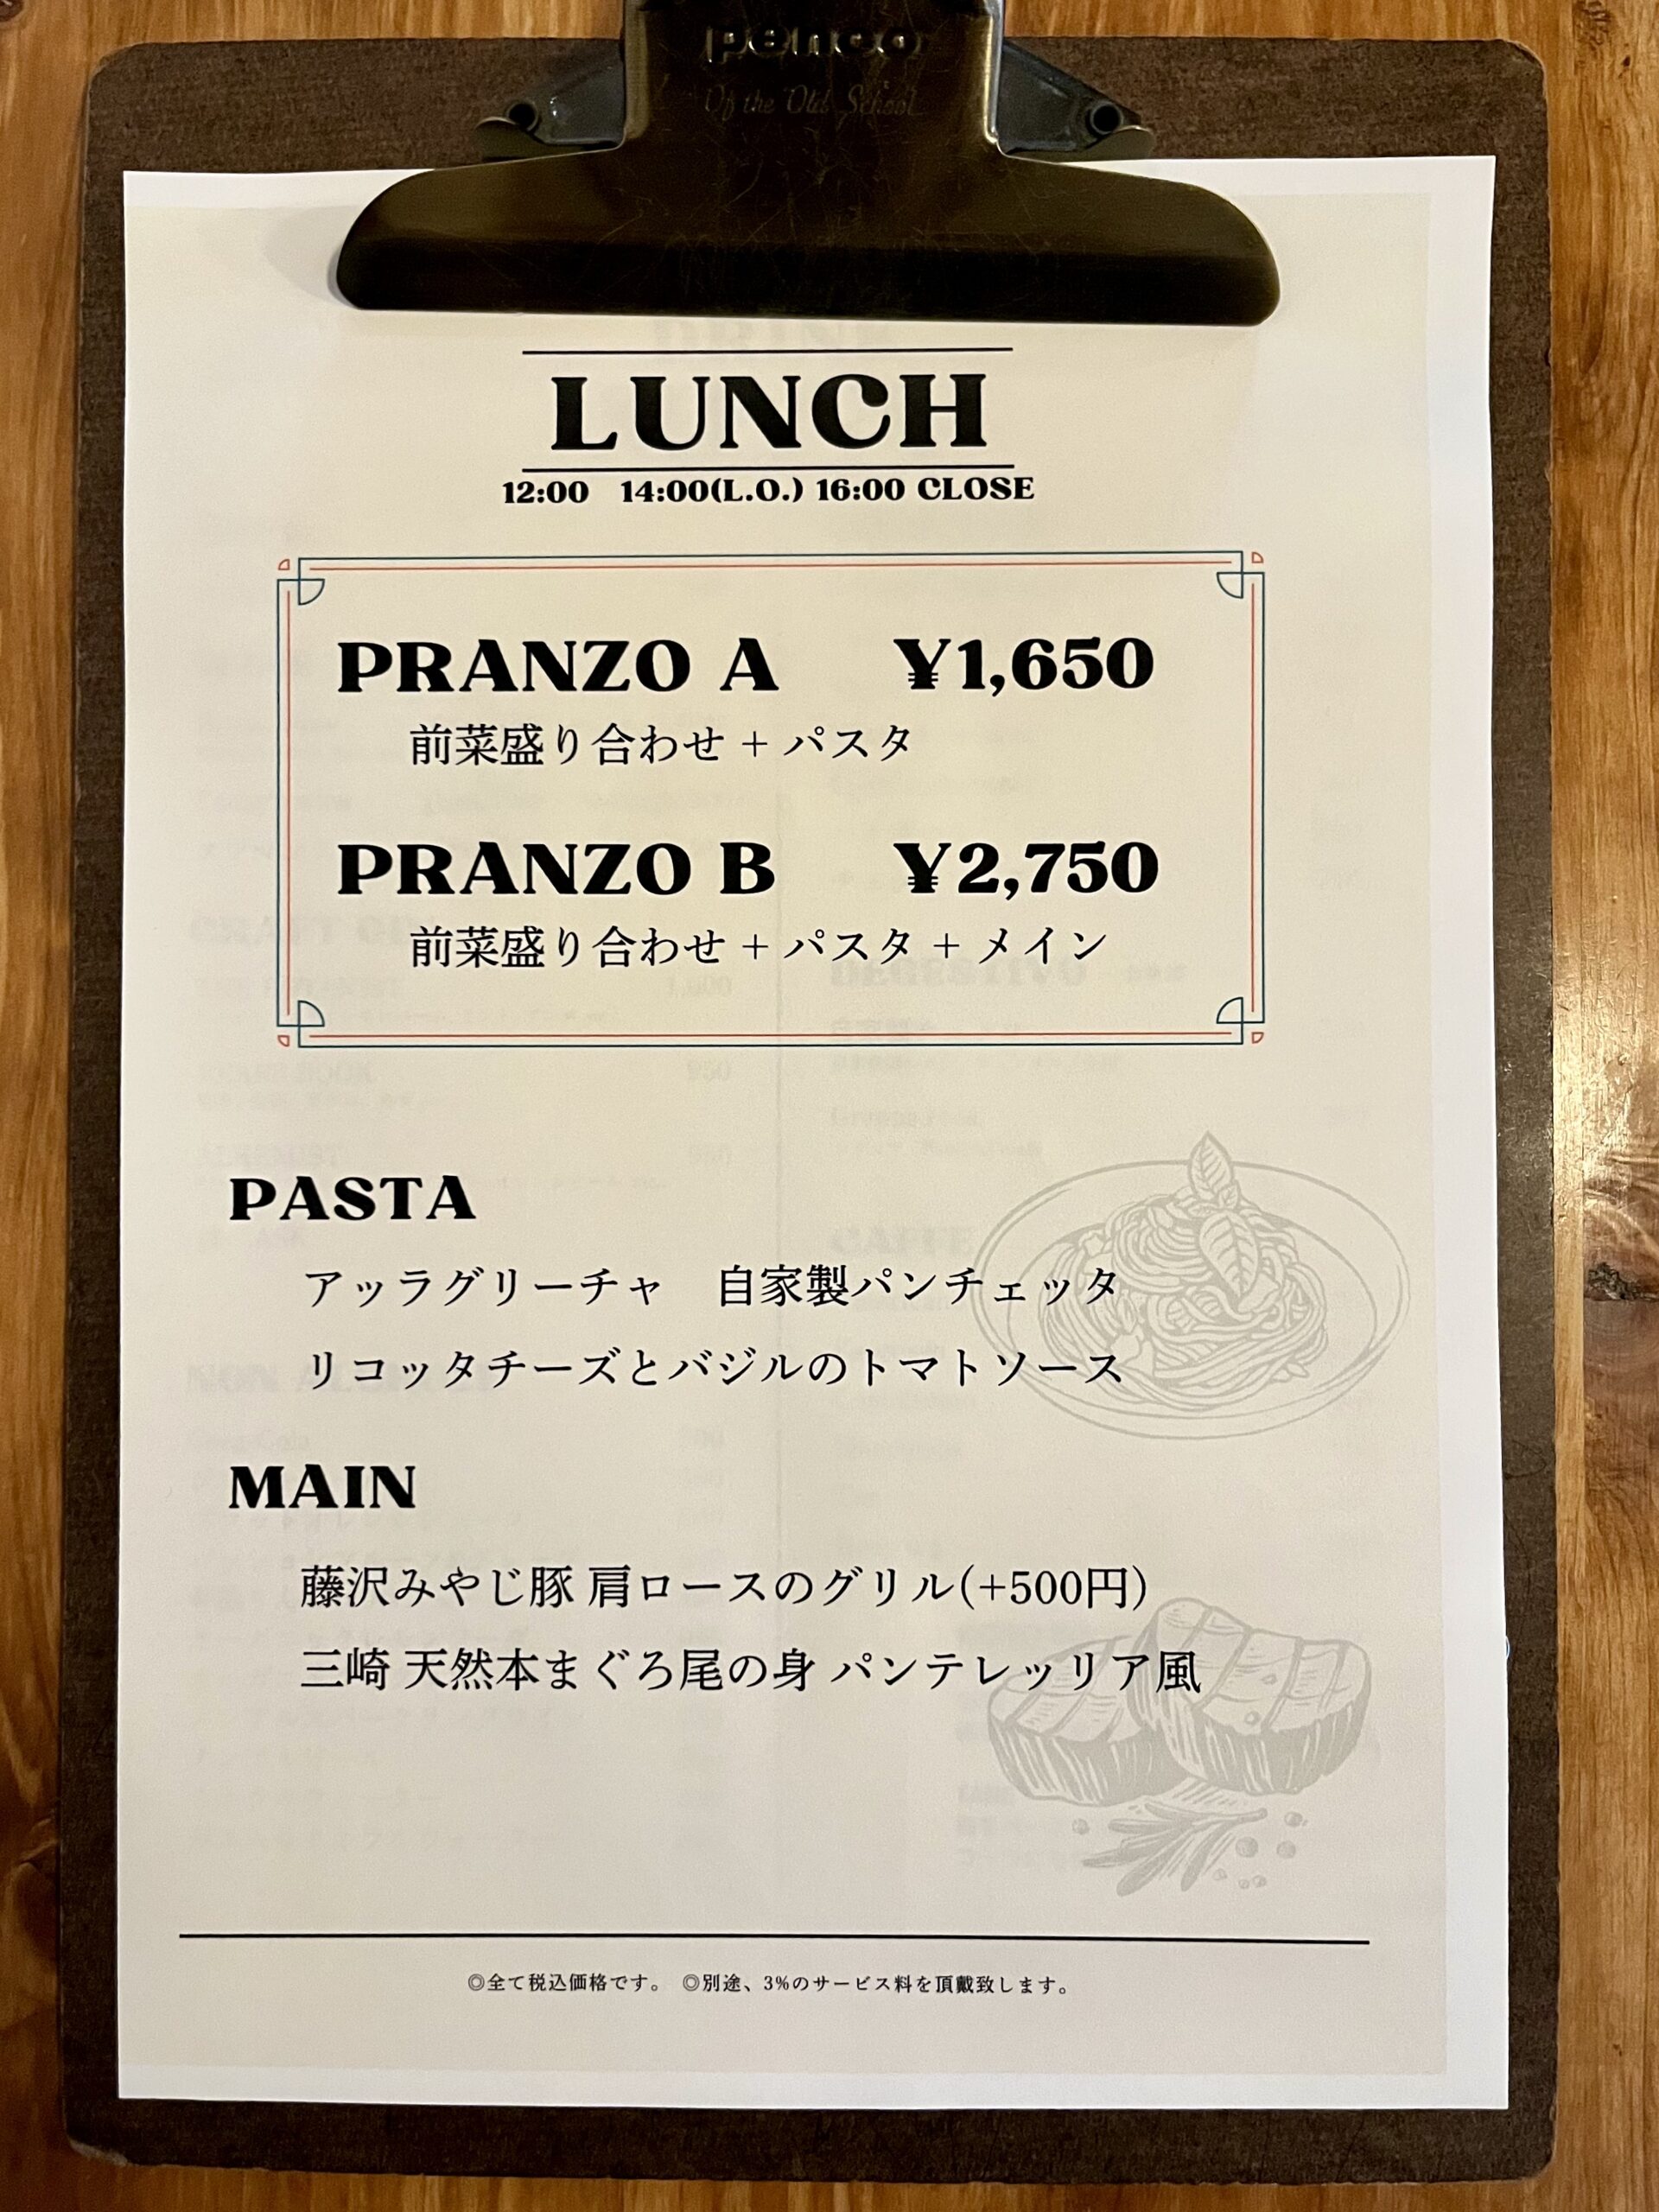 penco
Of the "Old School"
LUNCH
12:00 14:00(L.O.) 16:00 CLOSE
PRANZO A ¥1,650
前菜盛り合わせ + パスタ
PRANZO B ¥2,750
前菜盛り合わせ + パスタ + メイン
PASTA
アッラグリーチャ 自家製パンチェッタ
リコッタチーズとバジルのトマトソース
MAIN
藤沢みやじ豚 肩ロースのグリル(+500円)
三崎 天然本まぐろ尾の身 パンテレッリア風
◎全て税込価格です。 ◎別途、3%のサービス料を頂戴致します。